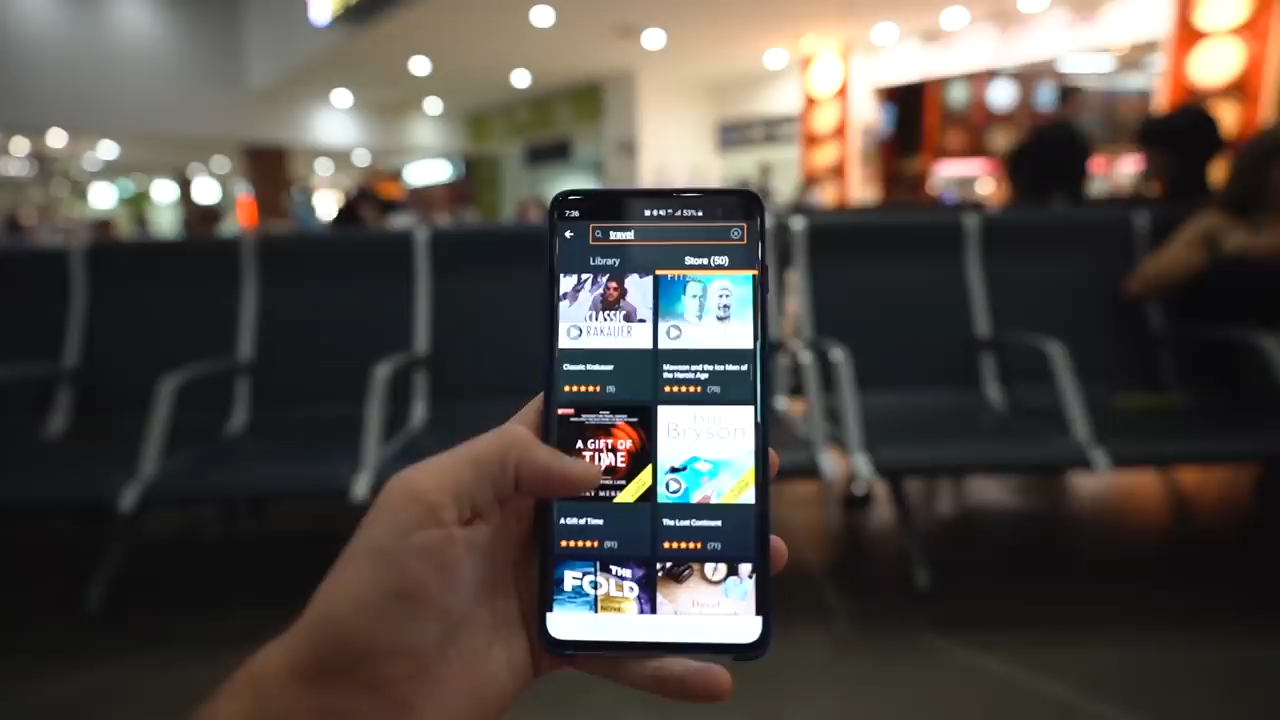 7:36
53%
travel
Library
Store (50)
CLASSIC
RAKAUER
Classic Krakauer
Mawson and the Ice Men of
the Heroic Age
(5)
(70)
A GIFT OF
TIME
Bill
Bryson
A Gift of Time
The Lost Continent
(91)
(71)
THE
FOLD
David